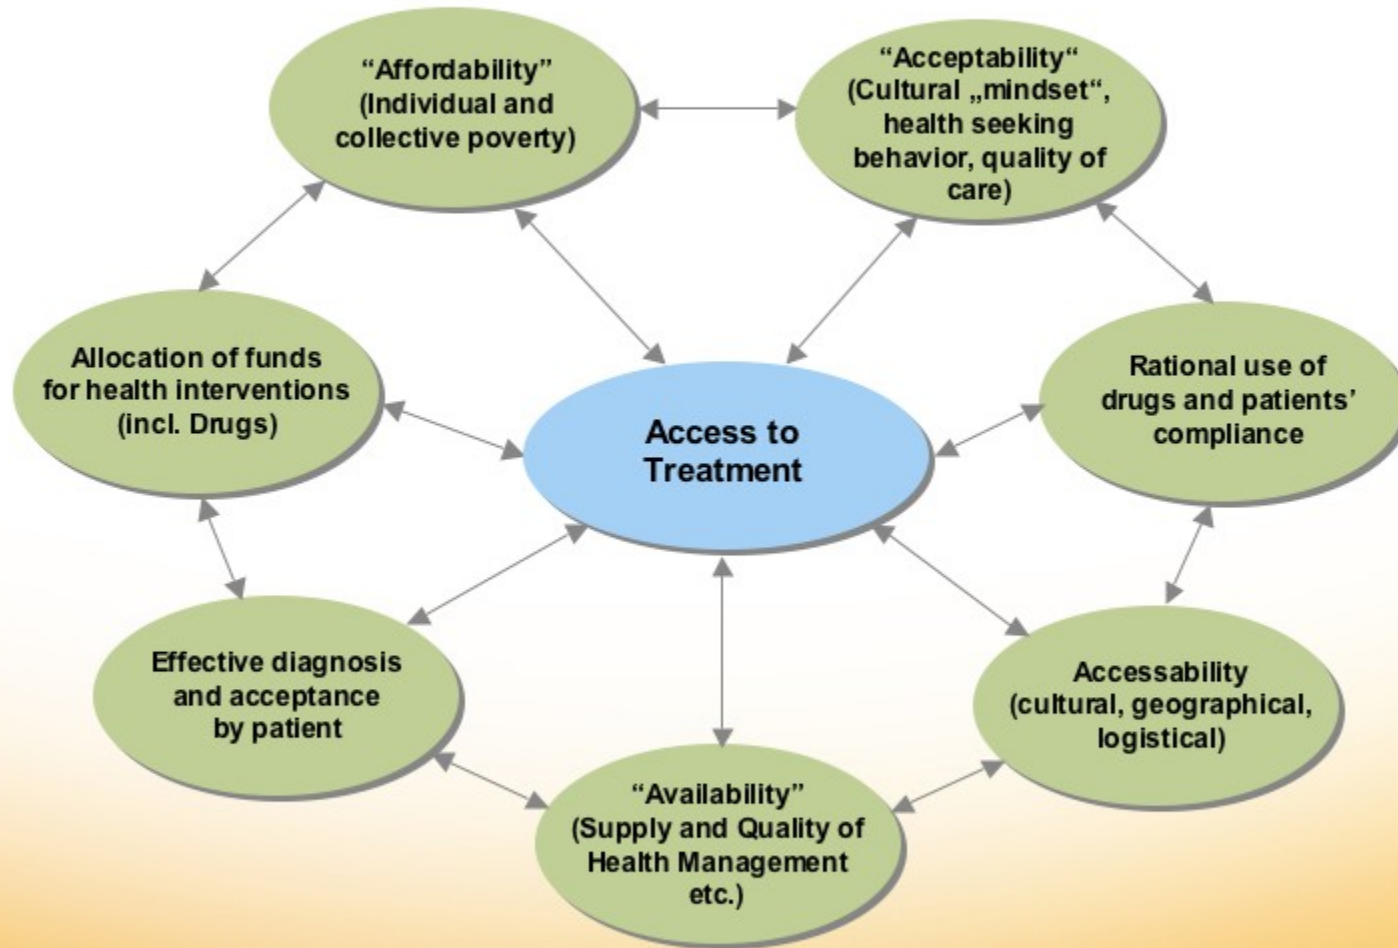 “Affordability”
(Individual and
collective poverty)
“Acceptability“
(Cultural „mindset“,
health seeking
behavior, quality of
care)
Allocation of funds
for health interventions
(incl. Drugs)
Access to
Treatment
Rational use of
drugs and patients’
compliance
Effective diagnosis
and acceptance
by patient
Accessability
(cultural, geographical,
logistical)
“Availability”
(Supply and Quality of
Health Management
etc.)